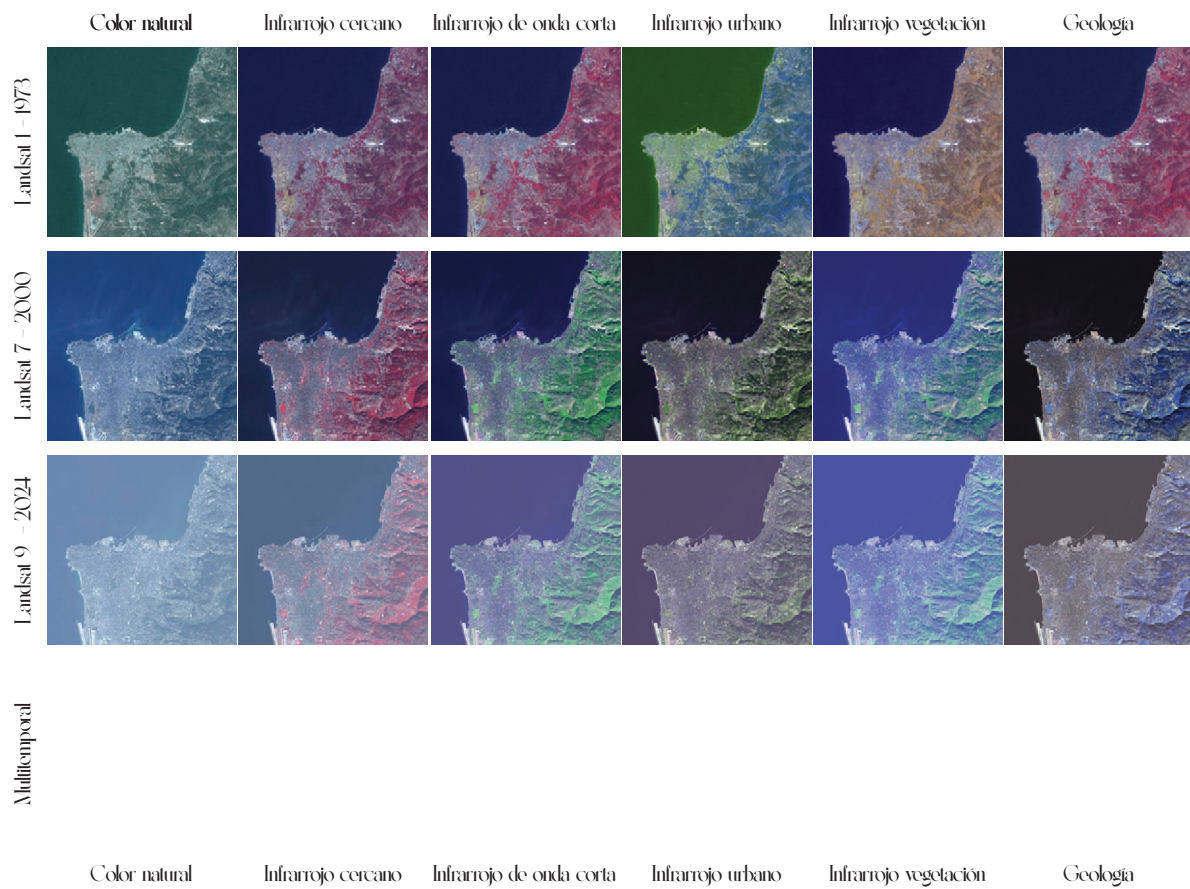 Color natural Infrarrojo cercano Infrarrojo de onda corta Infrarrojo urbano Infrarrojo vegetación Geología
Landsat 1 - 1973
Landsat 7 - 2000
Landsat 9 - 2024
Multitemporal
Color natural Infrarrojo cercano Infrarrojo de onda corta Infrarrojo urbano Infrarrojo vegetación Geología